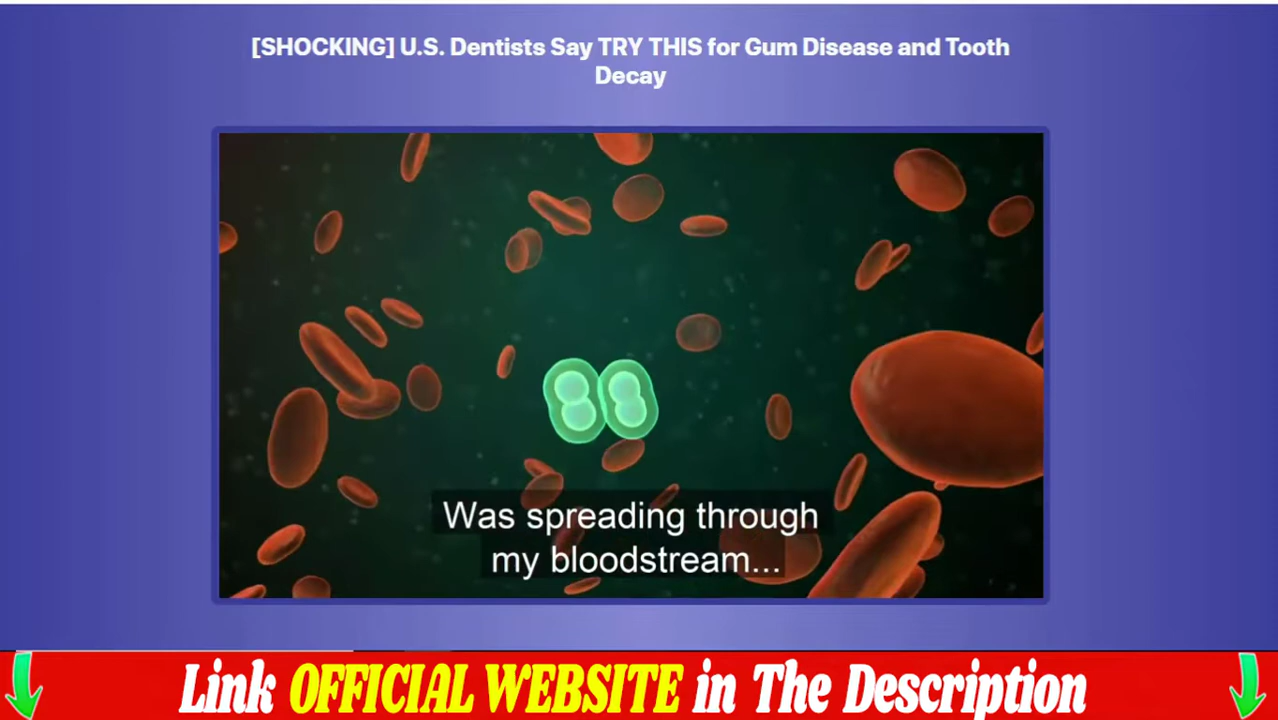 [SHOCKING] U.S. Dentists Say TRY THIS for Gum Disease and Tooth
Decay
Was spreading through
my bloodstream...
Link OFFICIAL WEBSITE in The Description